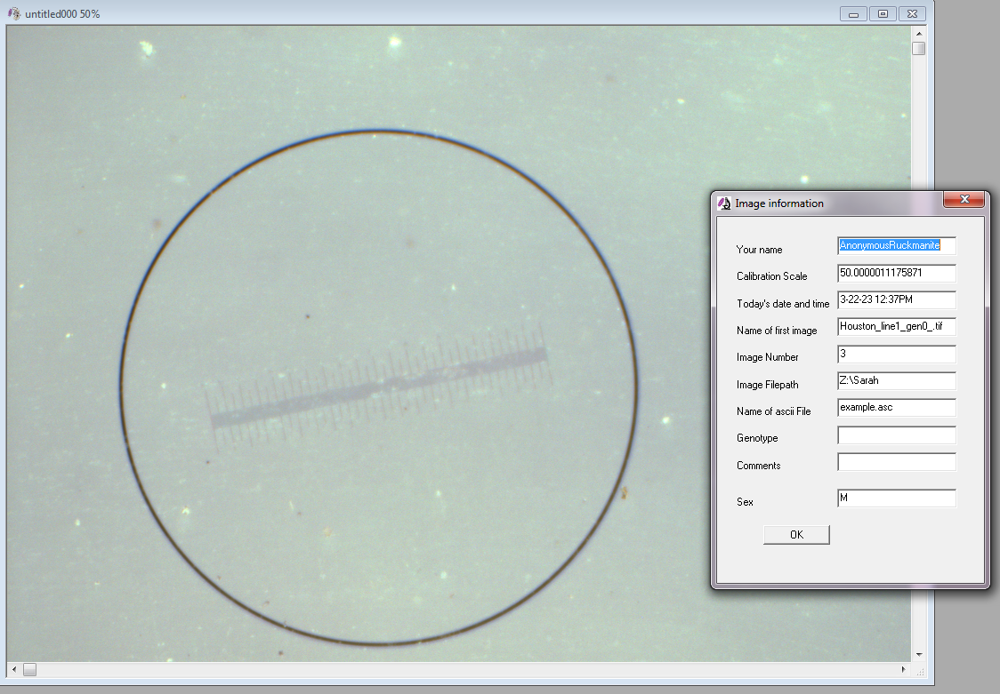 untitled000 50%
Image information
Your name AnonymousRuckmanite
Calibration Scale 50.0000011175871
Today's date and time 3-22-23 12:37PM
Name of first image Houston_line1_gen0_.tif
Image Number 3
Image Filepath Z:\Sarah
Name of ascii File example.asc
Genotype
Comments
Sex M
OK